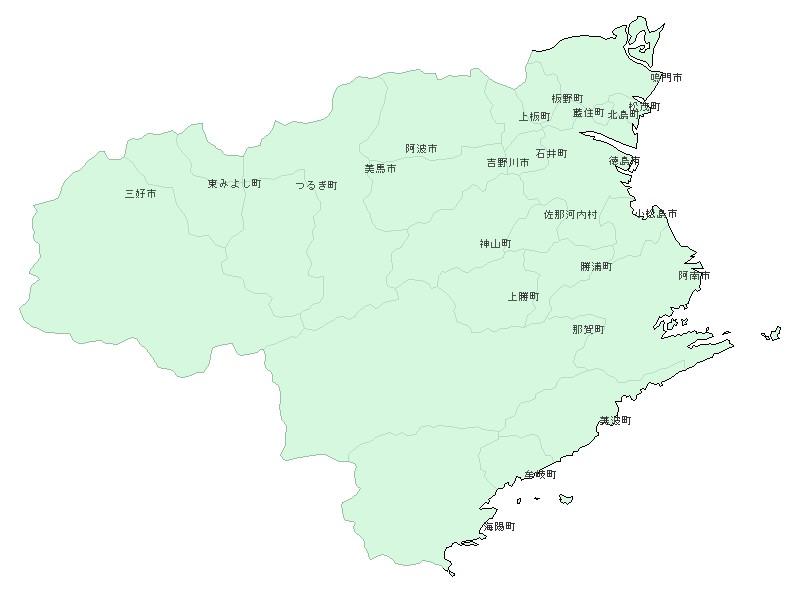 鳴門市
板野町
松茂町
上板町
藍住町
北島町
阿波市
石井町
吉野川市
徳島市
美馬市
東みよし町
つるぎ町
三好市
佐那河内村
小松島市
神山町
勝浦町
阿南市
上勝町
那賀町
美波町
牟岐町
海陽町